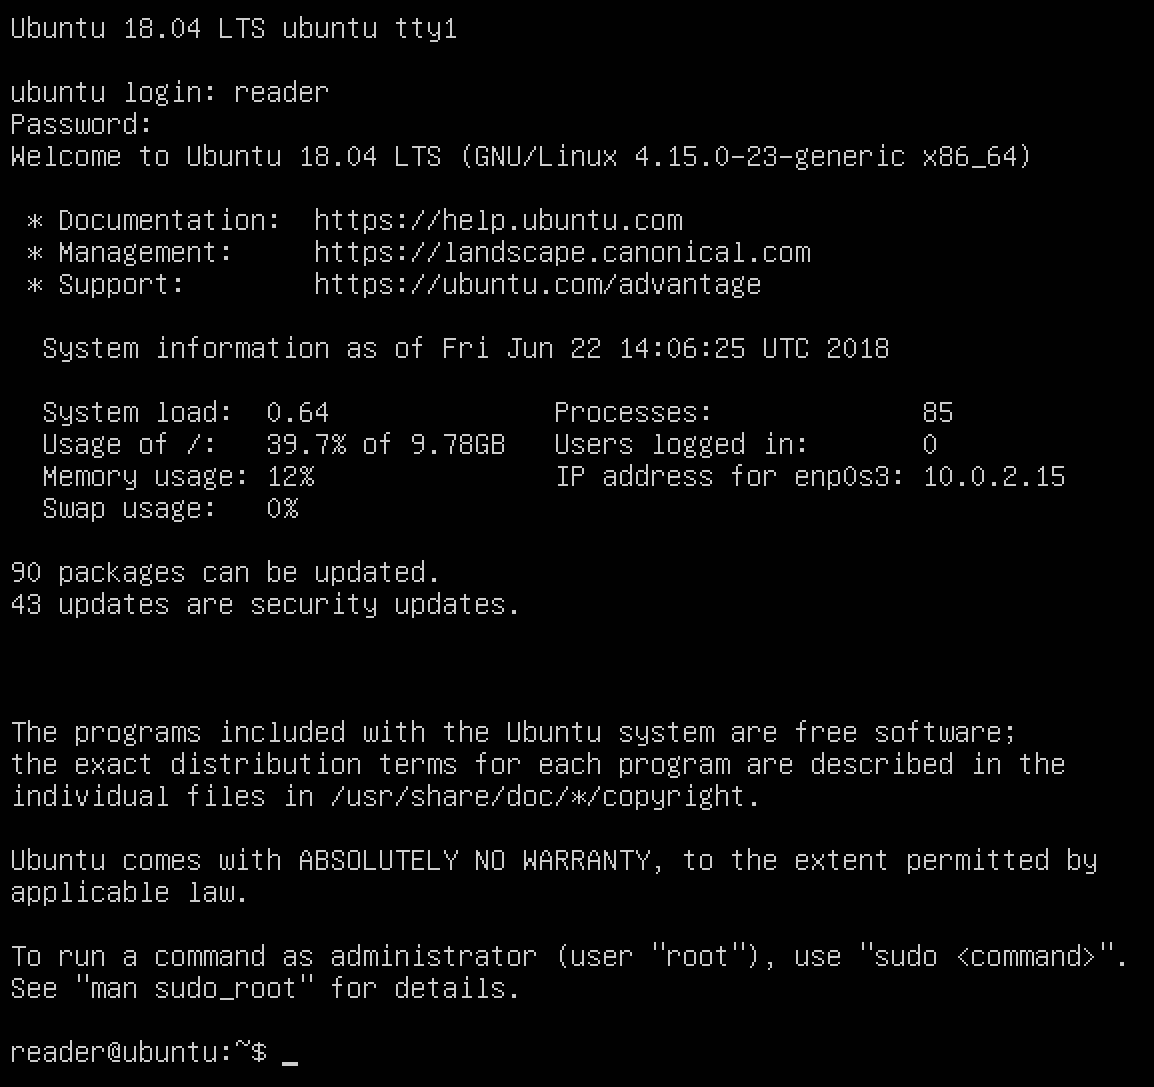 Ubuntu 18.04 LTS ubuntu tty1
ubuntu login: reader
Password:
Welcome to Ubuntu 18.04 LTS (GNU/Linux 4.15.0-23-generic x86_64)
* Documentation:  https://help.ubuntu.com
* Management:     https://landscape.canonical.com
* Support:        https://ubuntu.com/advantage
System information as of Fri Jun 22 14:06:25 UTC 2018
System load:  0.64              Processes:             85
Usage of /:   39.7% of 9.78GB   Users logged in:       0
Memory usage: 12%               IP address for enp0s3: 10.0.2.15
Swap usage:   0%
90 packages can be updated.
43 updates are security updates.
The programs included with the Ubuntu system are free software;
the exact distribution terms for each program are described in the
individual files in /usr/share/doc/*/copyright.
Ubuntu comes with ABSOLUTELY NO WARRANTY, to the extent permitted by
applicable law.
To run a command as administrator (user "root"), use "sudo <command>".
See "man sudo_root" for details.
reader@ubuntu:~$ _